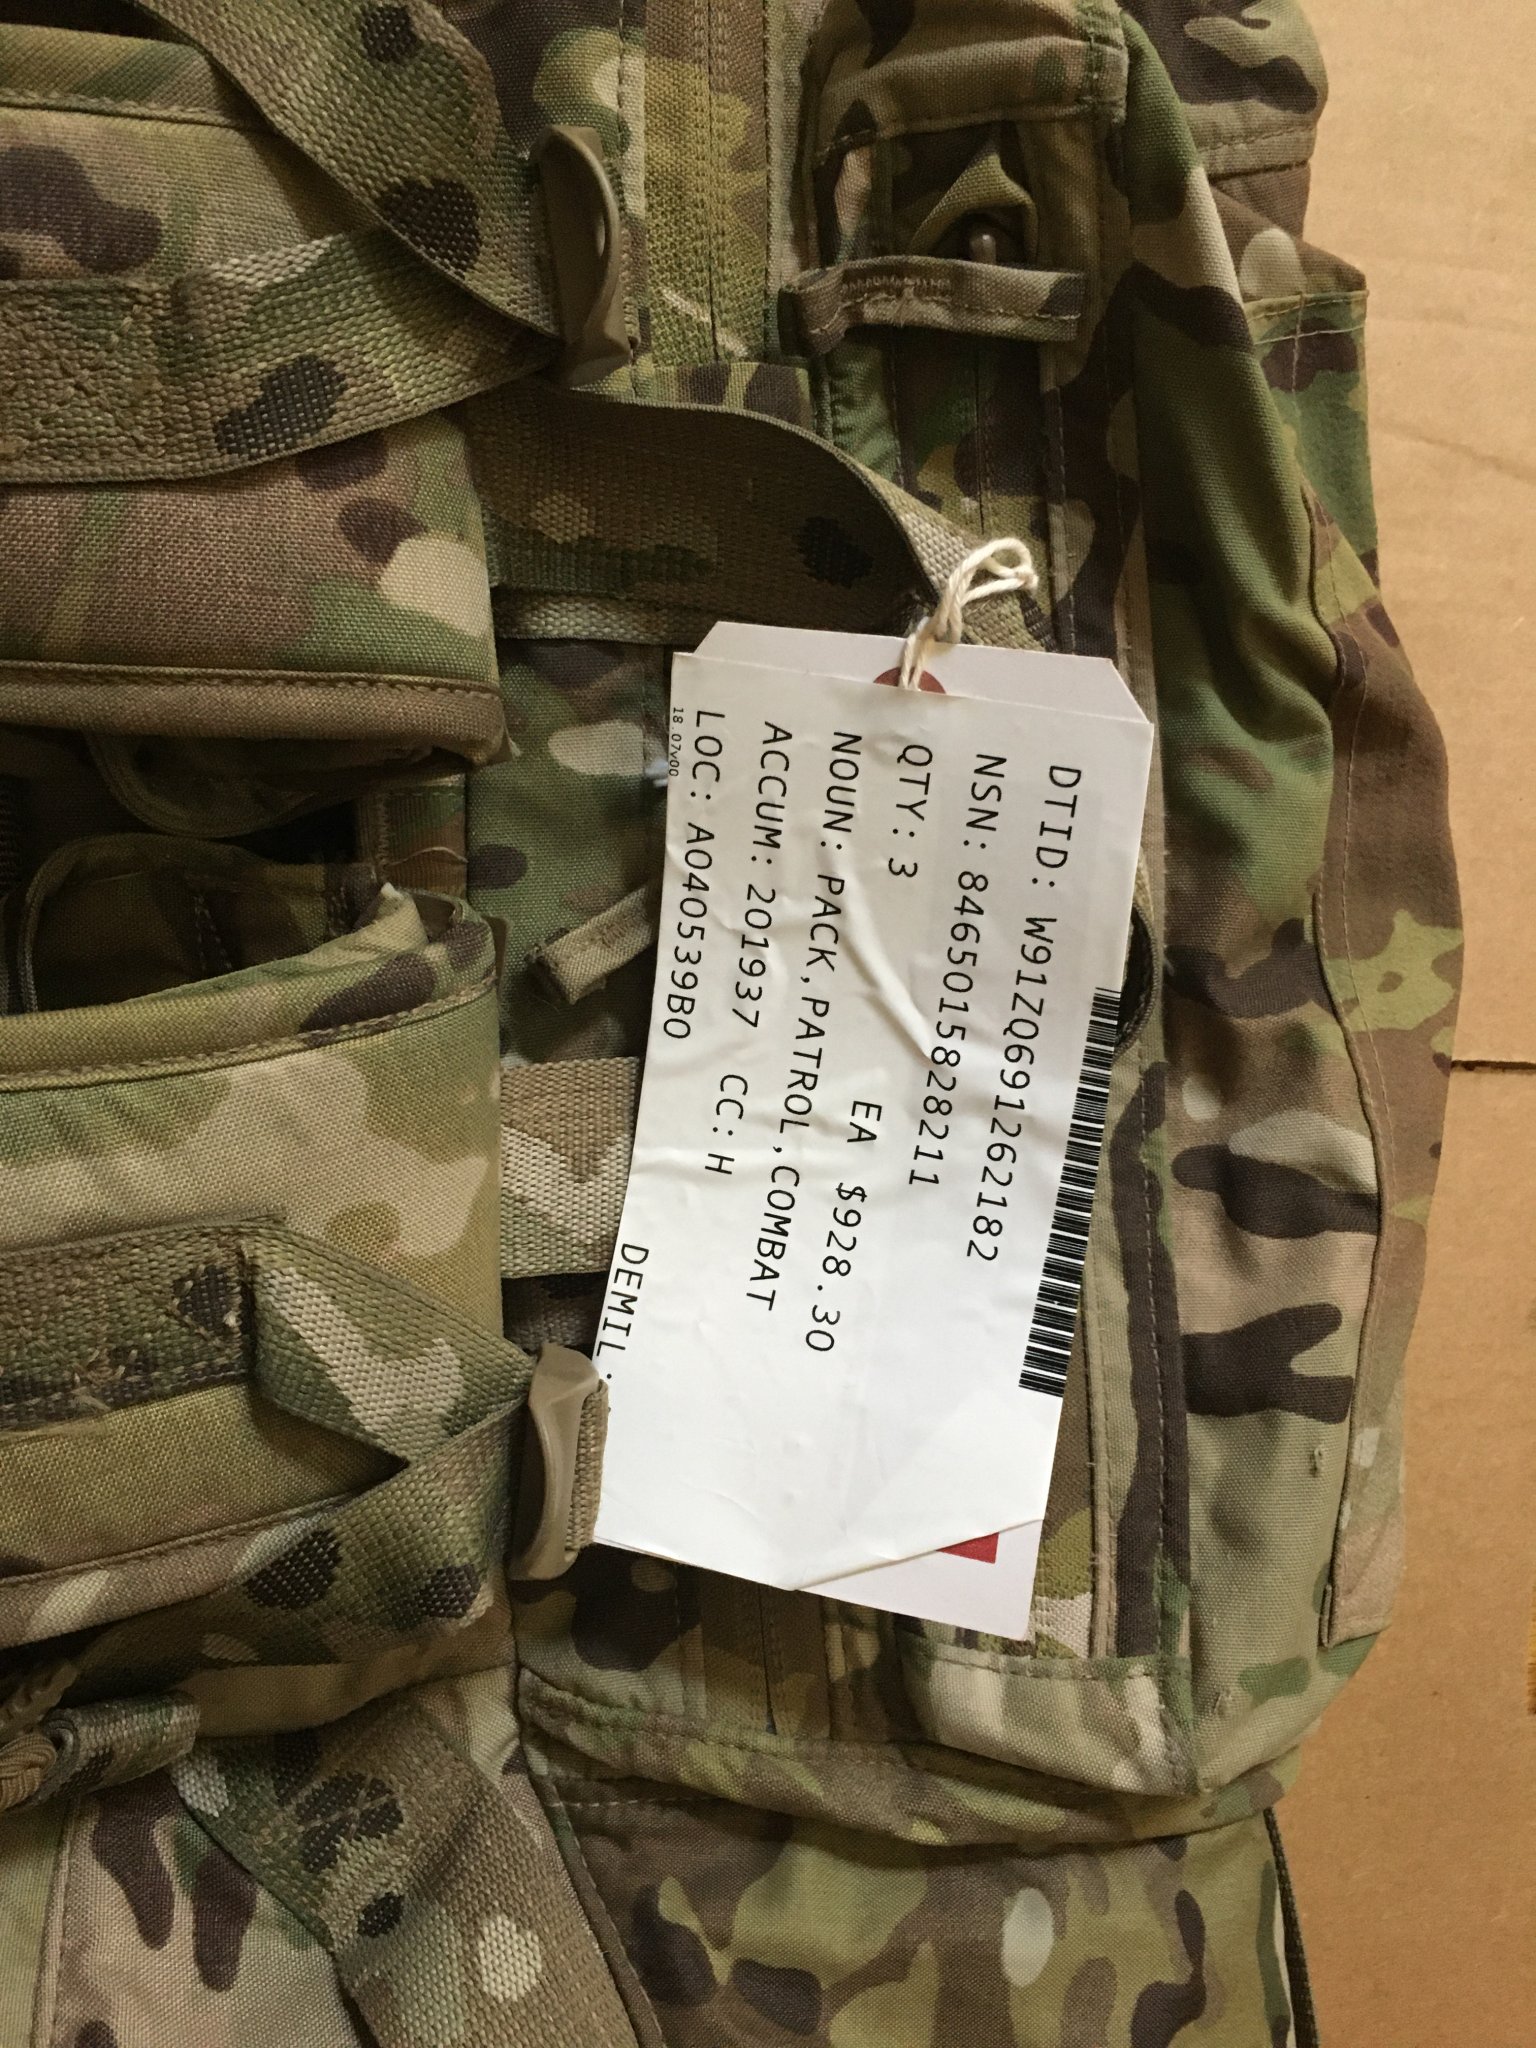 DTID: W91ZQ691262182
NSN: 8465015828211
QTY: 3 EA $928.30
NOUN: PACK,PATROL,COMBAT
ACCUM: 201937 CC: H
LOC: A040539B0
18.07v00
DEMIL: